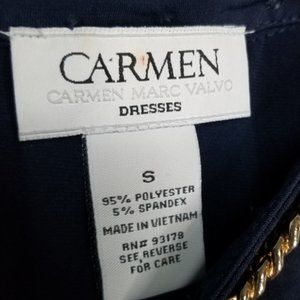 CARMEN
CARMEN MARC VALVO
DRESSES
S
95% POLYESTER
5% SPANDEX
MADE IN VIETNAM
RN# 93178
SEE REVERSE
FOR CARE